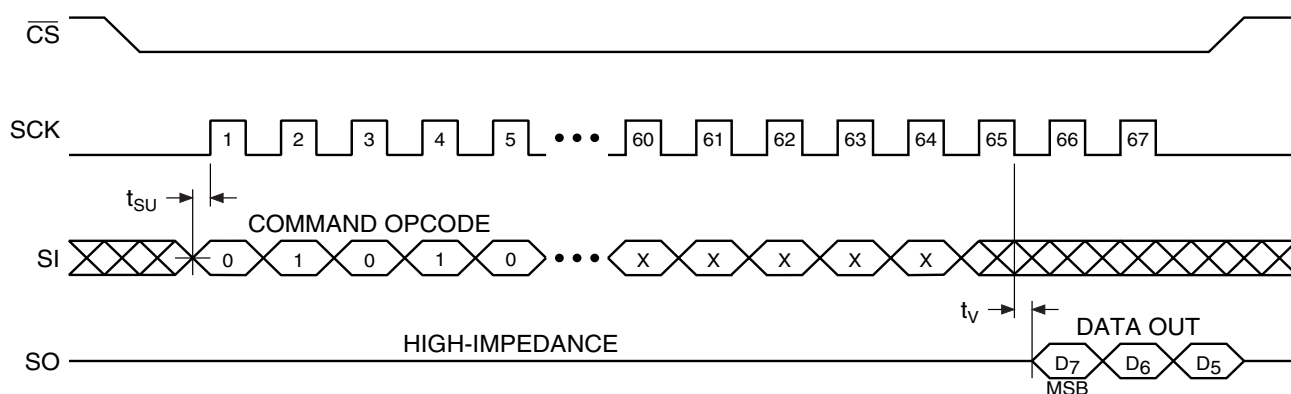 CS
SCK
1 2 3 4 5 ••• 60 61 62 63 64 65 66 67
tSU
COMMAND OPCODE
SI
0 1 0 1 0 ••• X X X X X
tV
DATA OUT
HIGH-IMPEDANCE
SO
D7 D6 D5
MSB